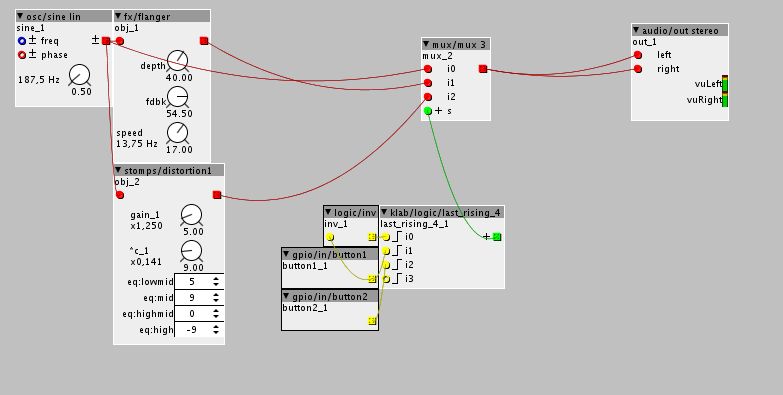 ▼ osc/sine lin
sine_1
± freq ±
± phase
187,5 Hz
0.50
▼ fx/flanger
obj_1
depth
40.00
fdbk
54.50
speed
13,75 Hz
17.00
▼ stomps/distortion1
obj_2
gain_1
x1,250
5.00
^c_1
x0,141
9.00
eq:lowmid 5
eq:mid 9
eq:highmid 0
eq:high -9
▼ mux/mux 3
mux_2
i0
i1
i2
+ s
▼ audio/out stereo
out_1
left
right
vuLeft
vuRight
▼ logic/inv
inv_1
▼ klab/logic/last_rising_4
last_rising_4_1
i0 +
i1
i2
i3
▼ gpio/in/button1
button1_1
▼ gpio/in/button2
button2_1